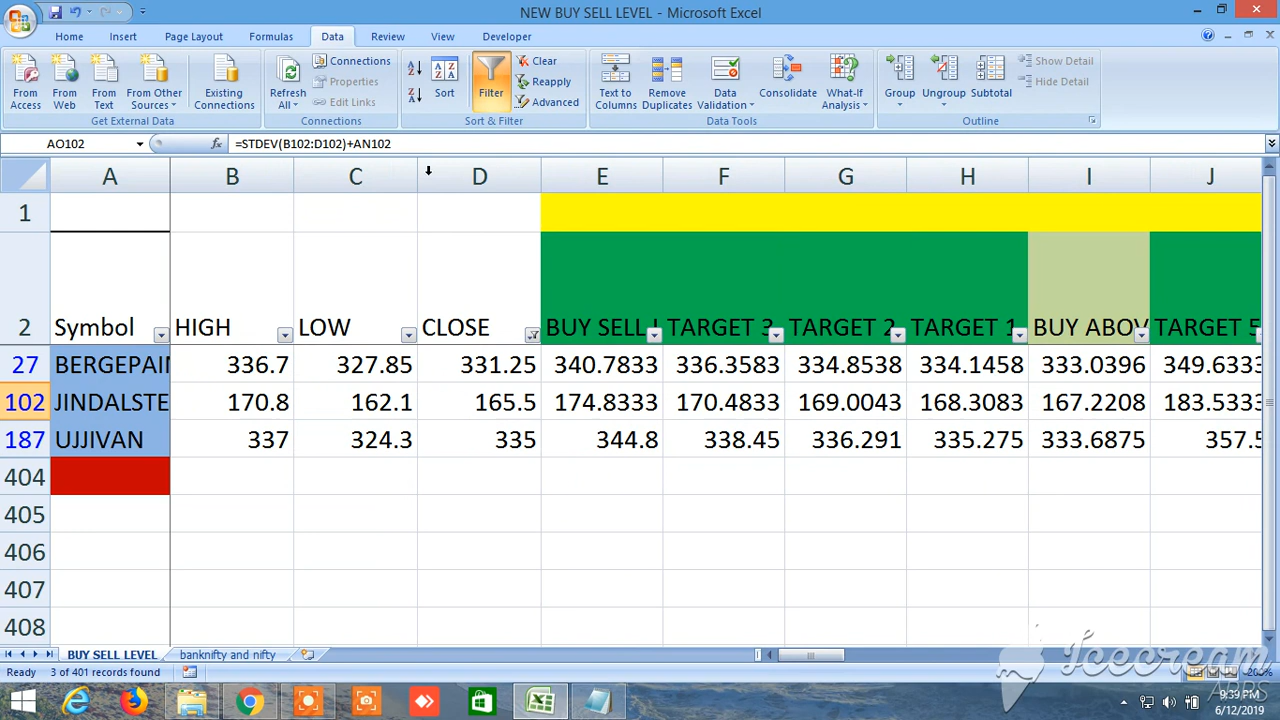 NEW BUY SELL LEVEL - Microsoft Excel
Home Insert Page Layout Formulas Data Review View Developer
From Access
From Web
From Text
From Other Sources
Existing Connections
Get External Data
Refresh All
Connections
Properties
Edit Links
Connections
Sort
Filter
Clear
Reapply
Advanced
Sort & Filter
Text to Columns
Remove Duplicates
Data Validation
Consolidate
What-If Analysis
Data Tools
Group
Ungroup
Subtotal
Show Detail
Hide Detail
Outline
AO102 fx =STDEV(B102:D102)+AN102
A B C D E F G H I J
1
2 Symbol HIGH LOW CLOSE BUY SELL TARGET 3 TARGET 2 TARGET 1 BUY ABOV TARGET 5
27 BERGEPAIN 336.7 327.85 331.25 340.7833 336.3583 334.8538 334.1458 333.0396 349.6333
102 JINDALSTE 170.8 162.1 165.5 174.8333 170.4833 169.0043 168.3083 167.2208 183.5333
187 UJJIVAN 337 324.3 335 344.8 338.45 336.291 335.275 333.6875 357.5
404
405
406
407
408
BUY SELL LEVEL banknifty and nifty
Icecream
APPS
Ready 3 of 401 records found 200%
9:39 PM
6/12/2019